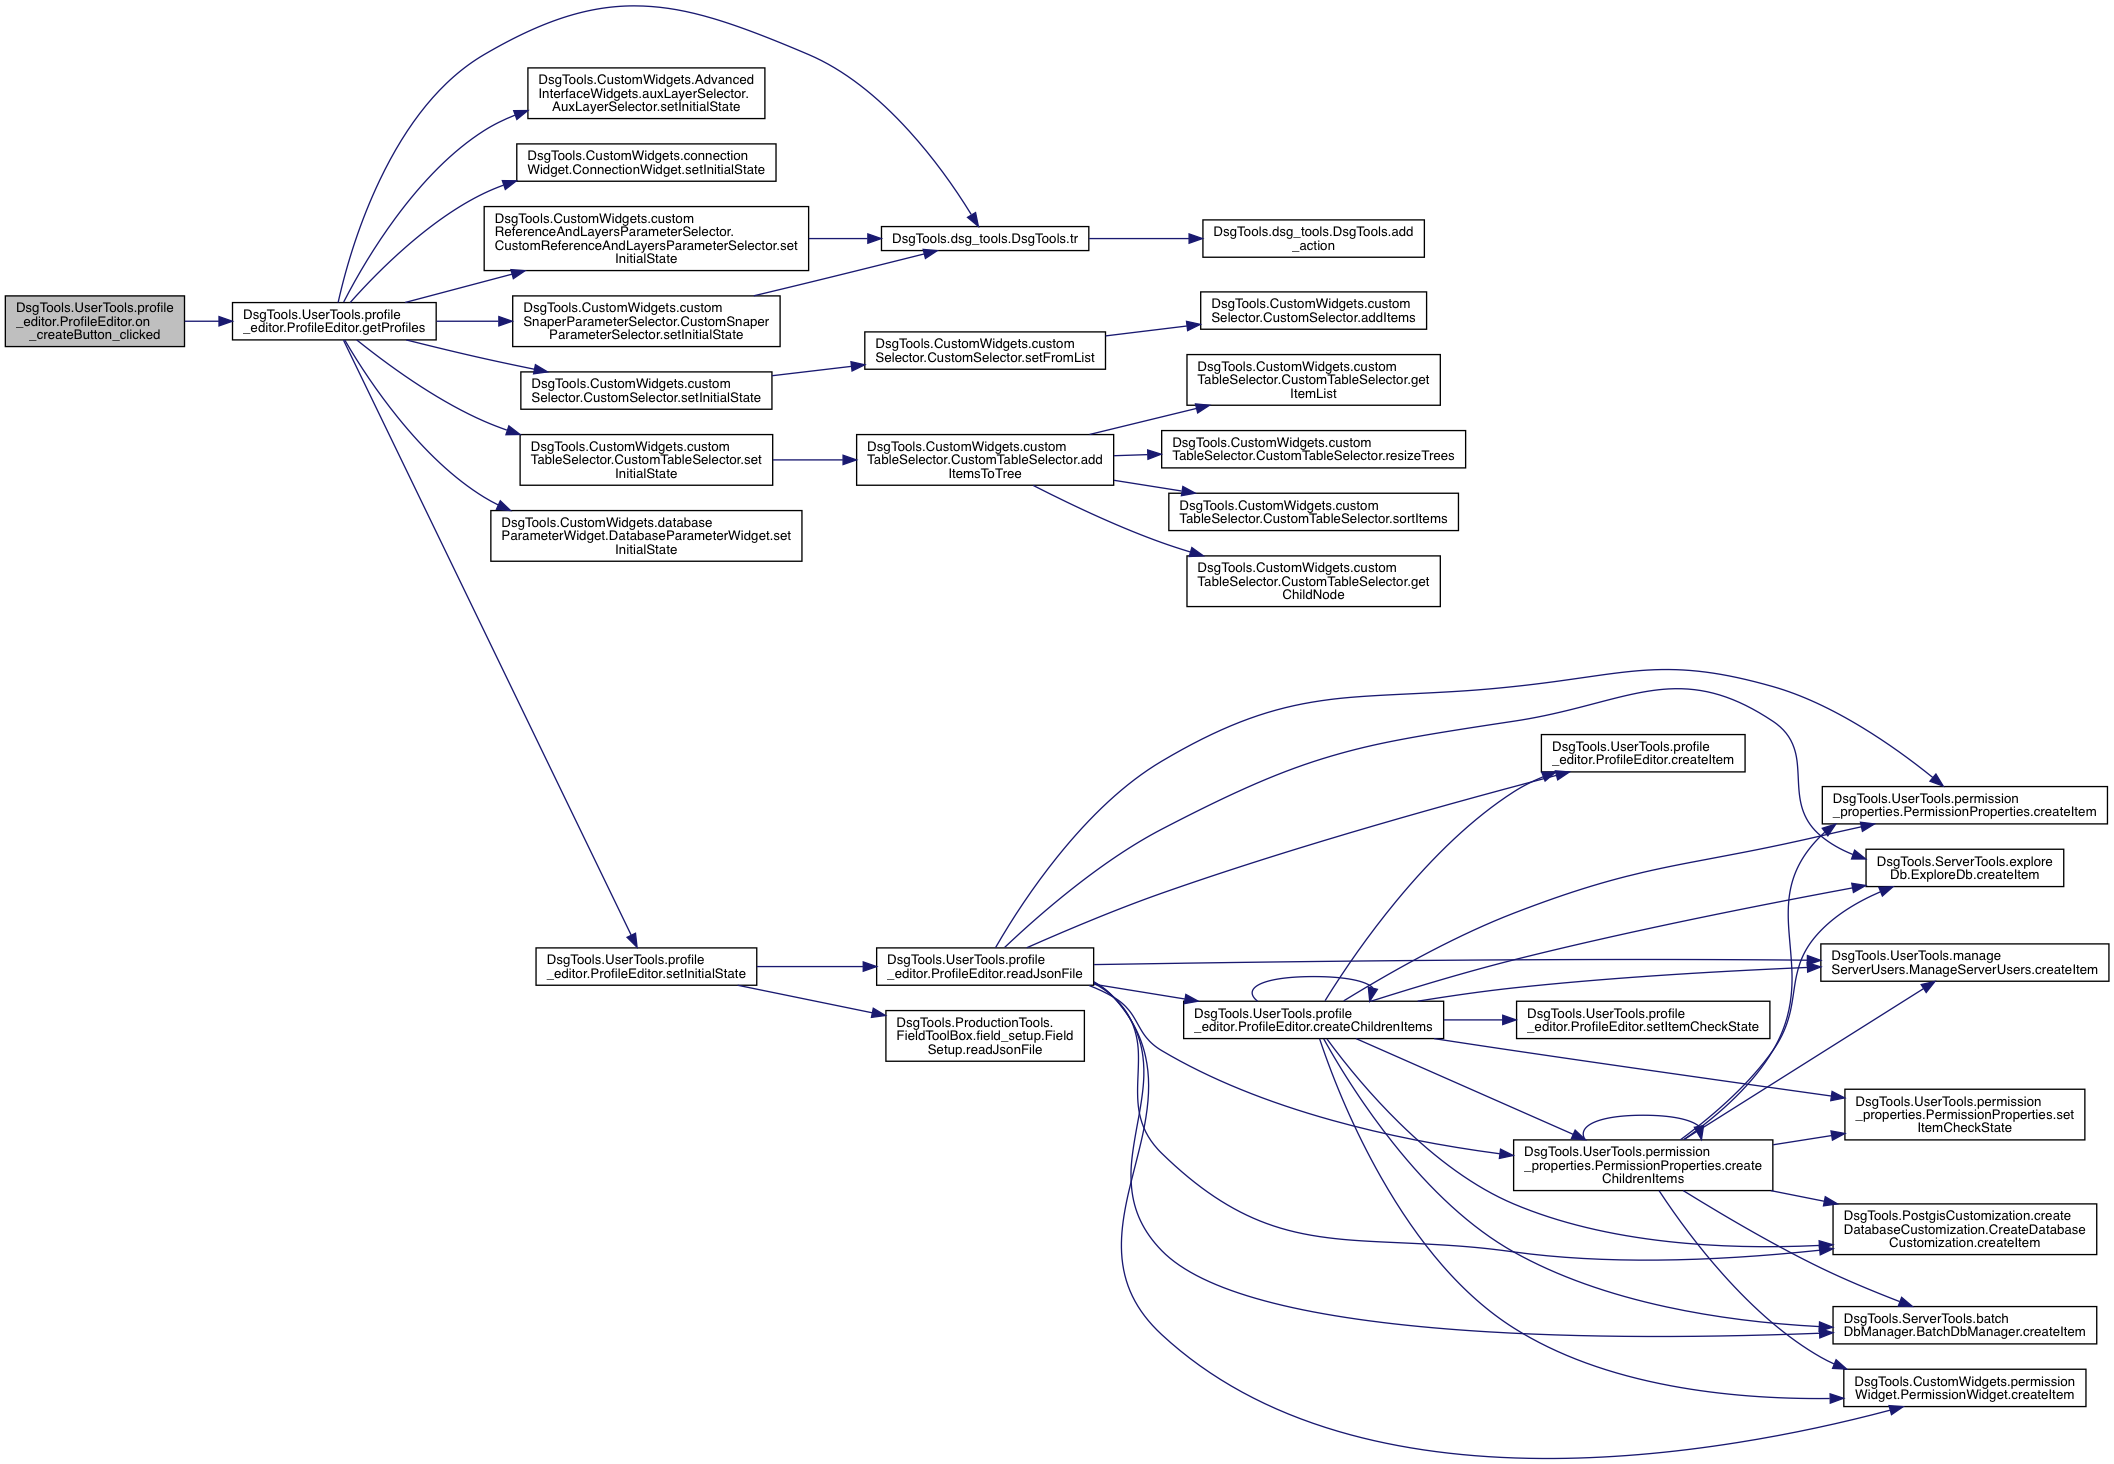 DsgTools.UserTools.profile
_editor.ProfileEditor.on
_createButton_clicked
DsgTools.UserTools.profile
_editor.ProfileEditor.getProfiles
DsgTools.CustomWidgets.Advanced
InterfaceWidgets.auxLayerSelector.
AuxLayerSelector.setInitialState
DsgTools.CustomWidgets.connection
Widget.ConnectionWidget.setInitialState
DsgTools.CustomWidgets.custom
ReferenceAndLayersParameterSelector.
CustomReferenceAndLayersParameterSelector.set
InitialState
DsgTools.CustomWidgets.custom
SnaperParameterSelector.CustomSnaper
ParameterSelector.setInitialState
DsgTools.CustomWidgets.custom
Selector.CustomSelector.setInitialState
DsgTools.CustomWidgets.custom
TableSelector.CustomTableSelector.set
InitialState
DsgTools.CustomWidgets.database
ParameterWidget.DatabaseParameterWidget.set
InitialState
DsgTools.UserTools.profile
_editor.ProfileEditor.setInitialState
DsgTools.dsg_tools.DsgTools.tr
DsgTools.CustomWidgets.custom
Selector.CustomSelector.setFromList
DsgTools.CustomWidgets.custom
TableSelector.CustomTableSelector.add
ItemsToTree
DsgTools.UserTools.profile
_editor.ProfileEditor.readJsonFile
DsgTools.ProductionTools.
FieldToolBox.field_setup.Field
Setup.readJsonFile
DsgTools.dsg_tools.DsgTools.add
_action
DsgTools.CustomWidgets.custom
Selector.CustomSelector.addItems
DsgTools.CustomWidgets.custom
TableSelector.CustomTableSelector.get
ItemList
DsgTools.CustomWidgets.custom
TableSelector.CustomTableSelector.resizeTrees
DsgTools.CustomWidgets.custom
TableSelector.CustomTableSelector.sortItems
DsgTools.CustomWidgets.custom
TableSelector.CustomTableSelector.get
ChildNode
DsgTools.UserTools.profile
_editor.ProfileEditor.createChildrenItems
DsgTools.UserTools.profile
_editor.ProfileEditor.createItem
DsgTools.UserTools.profile
_editor.ProfileEditor.setItemCheckState
DsgTools.UserTools.permission
_properties.PermissionProperties.create
ChildrenItems
DsgTools.UserTools.permission
_properties.PermissionProperties.createItem
DsgTools.ServerTools.explore
Db.ExploreDb.createItem
DsgTools.UserTools.manage
ServerUsers.ManageServerUsers.createItem
DsgTools.UserTools.permission
_properties.PermissionProperties.set
ItemCheckState
DsgTools.PostgisCustomization.create
DatabaseCustomization.CreateDatabase
Customization.createItem
DsgTools.ServerTools.batch
DbManager.BatchDbManager.createItem
DsgTools.CustomWidgets.permission
Widget.PermissionWidget.createItem